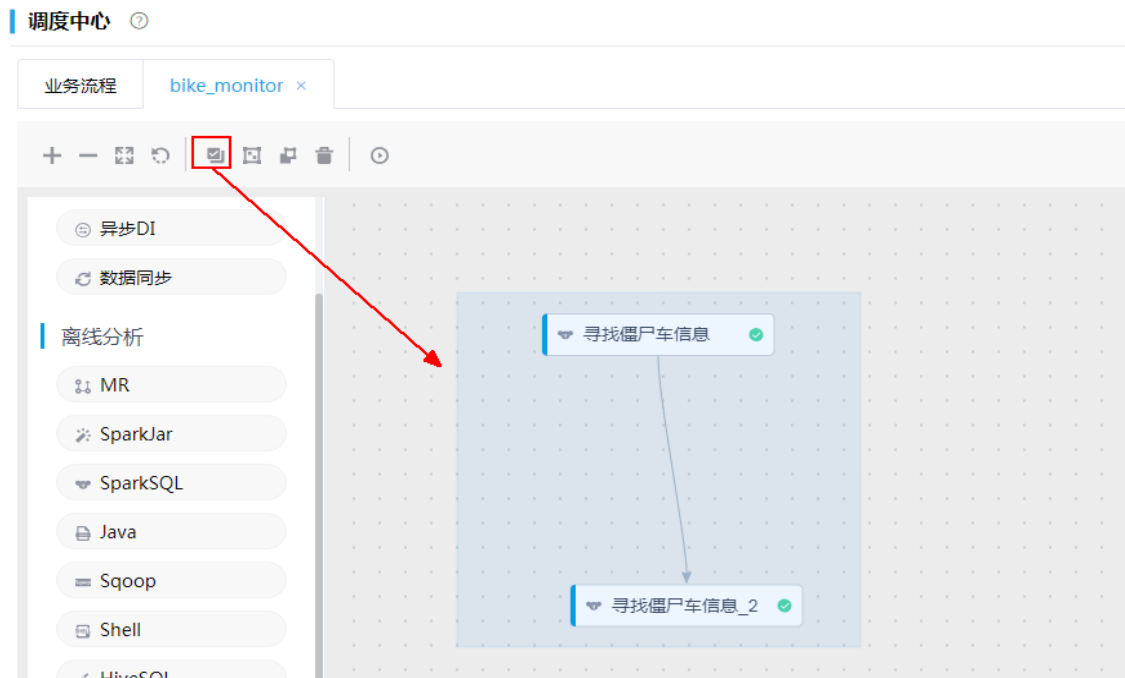 调度中心
业务流程
bike_monitor
异步DI
数据同步
离线分析
MR
SparkJar
SparkSQL
Java
Sqoop
Shell
HiveSQL
寻找僵尸车信息
寻找僵尸车信息_2